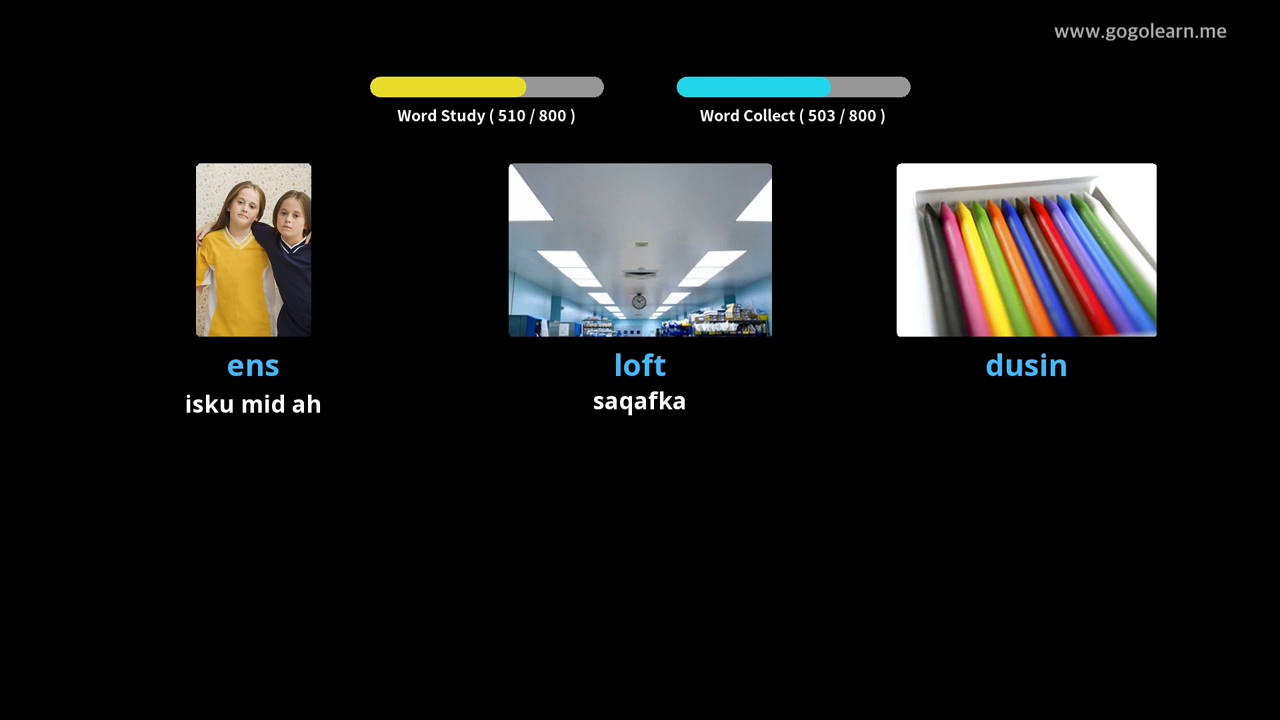 www.gogolearn.me
Word Study ( 510 / 800 )
Word Collect ( 503 / 800 )
ens
isku mid ah
loft
saqafka
dusin